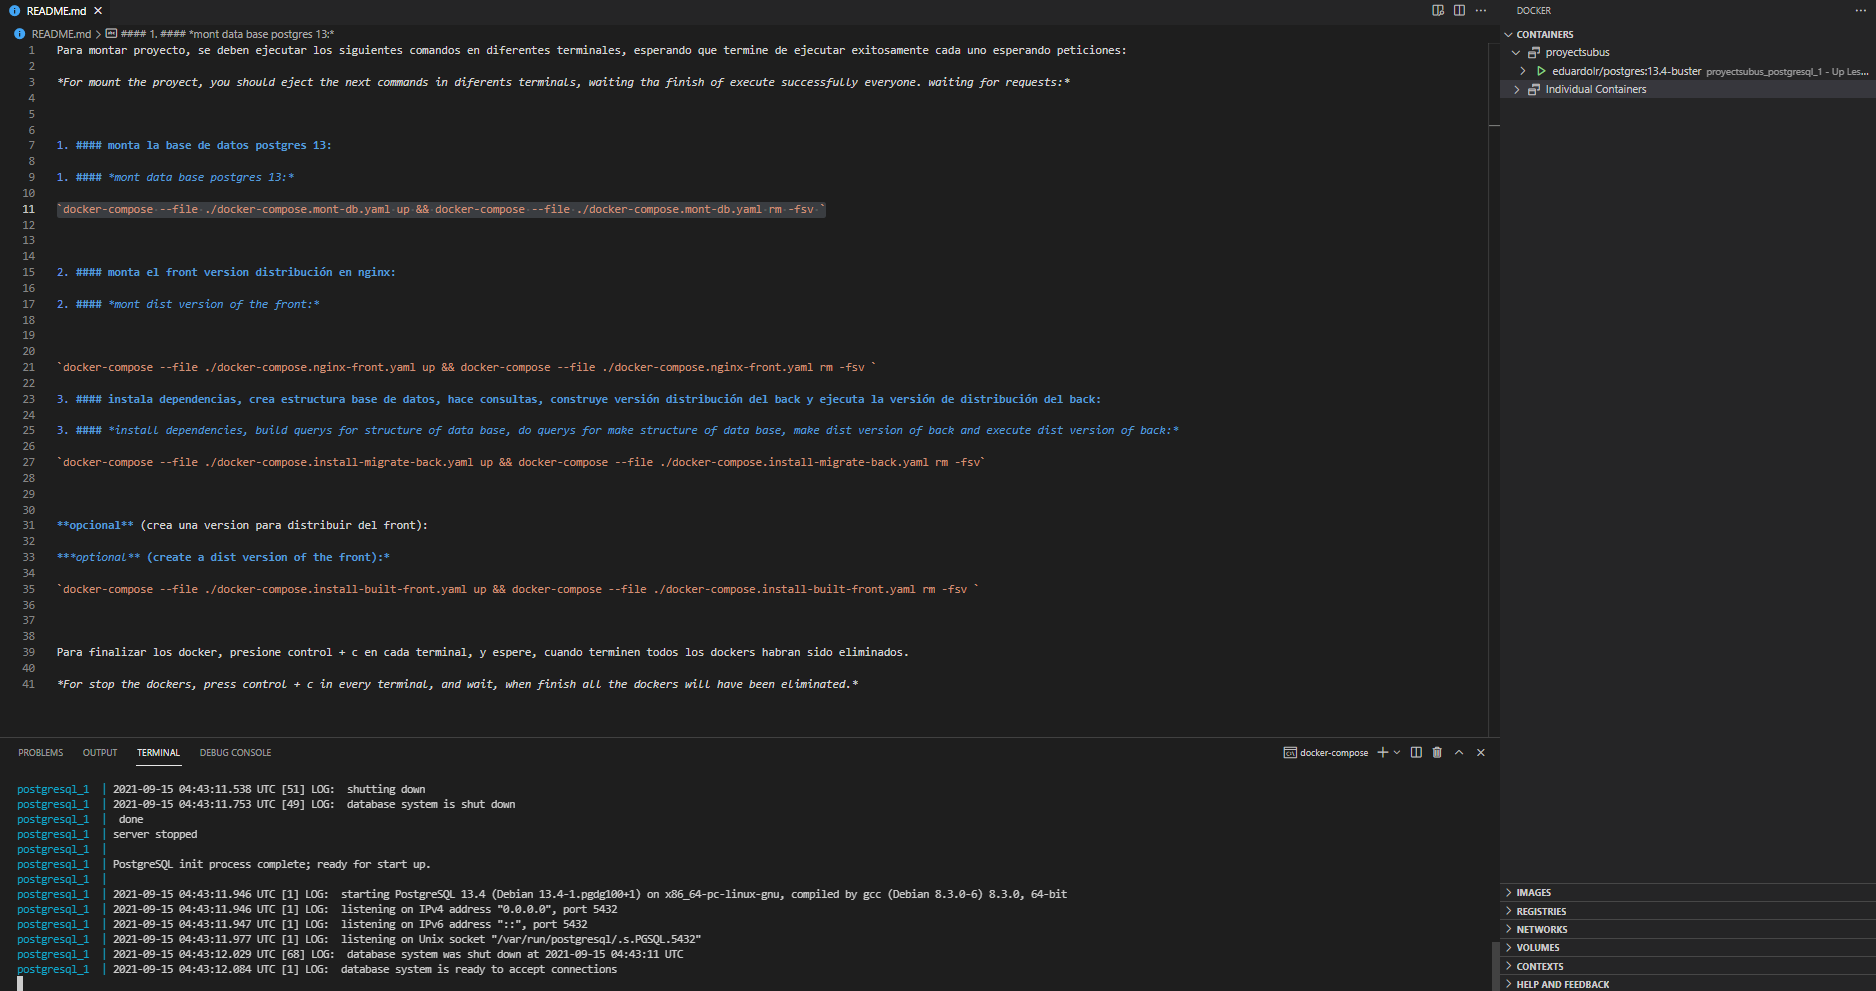 README.md
README.md > #### 1. #### *mont data base postgres 13:*
1 Para montar proyecto, se deben ejecutar los siguientes comandos en diferentes terminales, esperando que termine de ejecutar exitosamente cada uno esperando peticiones:
2
3 *For mount the proyect, you should eject the next commands in diferents terminals, waiting tha finish of execute successfully everyone. waiting for requests:*
4
5
6
7 1. #### monta la base de datos postgres 13:
8
9 1. #### *mont data base postgres 13:*
10
11 `docker-compose --file ./docker-compose.mont-db.yaml up && docker-compose --file ./docker-compose.mont-db.yaml rm -fsv `
12
13
14
15 2. #### monta el front version distribución en nginx:
16
17 2. #### *mont dist version of the front:*
18
19
20
21 `docker-compose --file ./docker-compose.nginx-front.yaml up && docker-compose --file ./docker-compose.nginx-front.yaml rm -fsv `
22
23 3. #### instala dependencias, crea estructura base de datos, hace consultas, construye versión distribución del back y ejecuta la versión de distribución del back:
24
25 3. #### *install dependencies, build querys for structure of data base, do querys for make structure of data base, make dist version of back and execute dist version of back:*
26
27 `docker-compose --file ./docker-compose.install-migrate-back.yaml up && docker-compose --file ./docker-compose.install-migrate-back.yaml rm -fsv`
28
29
30
31 **opcional** (crea una version para distribuir del front):
32
33 ***optional** (create a dist version of the front):*
34
35 `docker-compose --file ./docker-compose.install-built-front.yaml up && docker-compose --file ./docker-compose.install-built-front.yaml rm -fsv `
36
37
38
39 Para finalizar los docker, presione control + c en cada terminal, y espere, cuando terminen todos los dockers habran sido eliminados.
40
41 *For stop the dockers, press control + c in every terminal, and wait, when finish all the dockers will have been eliminated.*
PROBLEMS OUTPUT TERMINAL DEBUG CONSOLE
docker-compose
postgresql_1 | 2021-09-15 04:43:11.538 UTC [51] LOG: shutting down
postgresql_1 | 2021-09-15 04:43:11.753 UTC [49] LOG: database system is shut down
postgresql_1 | done
postgresql_1 | server stopped
postgresql_1 |
postgresql_1 | PostgreSQL init process complete; ready for start up.
postgresql_1 |
postgresql_1 | 2021-09-15 04:43:11.946 UTC [1] LOG: starting PostgreSQL 13.4 (Debian 13.4-1.pgdg100+1) on x86_64-pc-linux-gnu, compiled by gcc (Debian 8.3.0-6) 8.3.0, 64-bit
postgresql_1 | 2021-09-15 04:43:11.946 UTC [1] LOG: listening on IPv4 address "0.0.0.0", port 5432
postgresql_1 | 2021-09-15 04:43:11.947 UTC [1] LOG: listening on IPv6 address "::", port 5432
postgresql_1 | 2021-09-15 04:43:11.977 UTC [1] LOG: listening on Unix socket "/var/run/postgresql/.s.PGSQL.5432"
postgresql_1 | 2021-09-15 04:43:12.029 UTC [68] LOG: database system was shut down at 2021-09-15 04:43:11 UTC
postgresql_1 | 2021-09-15 04:43:12.084 UTC [1] LOG: database system is ready to accept connections
DOCKER
CONTAINERS
proyectsubus
eduardolr/postgres:13.4-buster proyectsubus_postgresql_1 - Up Les...
Individual Containers
IMAGES
REGISTRIES
NETWORKS
VOLUMES
CONTEXTS
HELP AND FEEDBACK